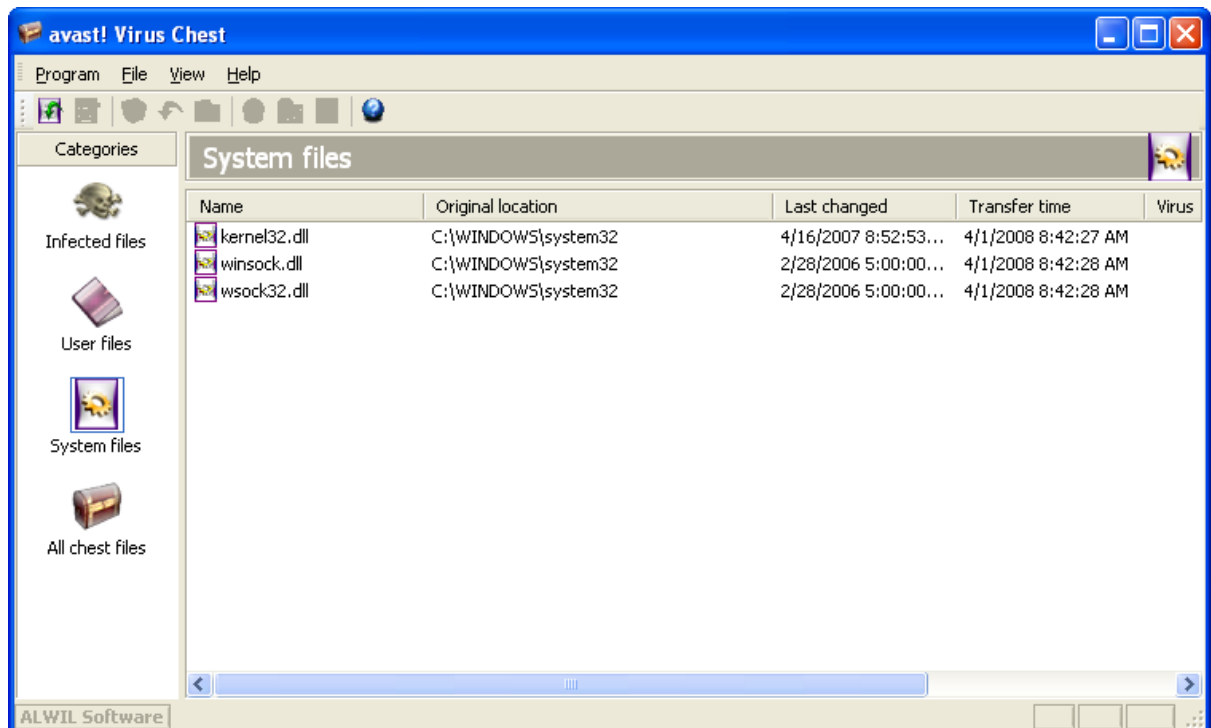 avast! Virus Chest
Program File View Help
Categories
System files
Infected files
User files
System files
All chest files
Name Original location Last changed Transfer time Virus
kernel32.dll C:\WINDOWS\system32 4/16/2007 8:52:53... 4/1/2008 8:42:27 AM
winsock.dll C:\WINDOWS\system32 2/28/2006 5:00:00... 4/1/2008 8:42:28 AM
wsock32.dll C:\WINDOWS\system32 2/28/2006 5:00:00... 4/1/2008 8:42:28 AM
ALWIL Software